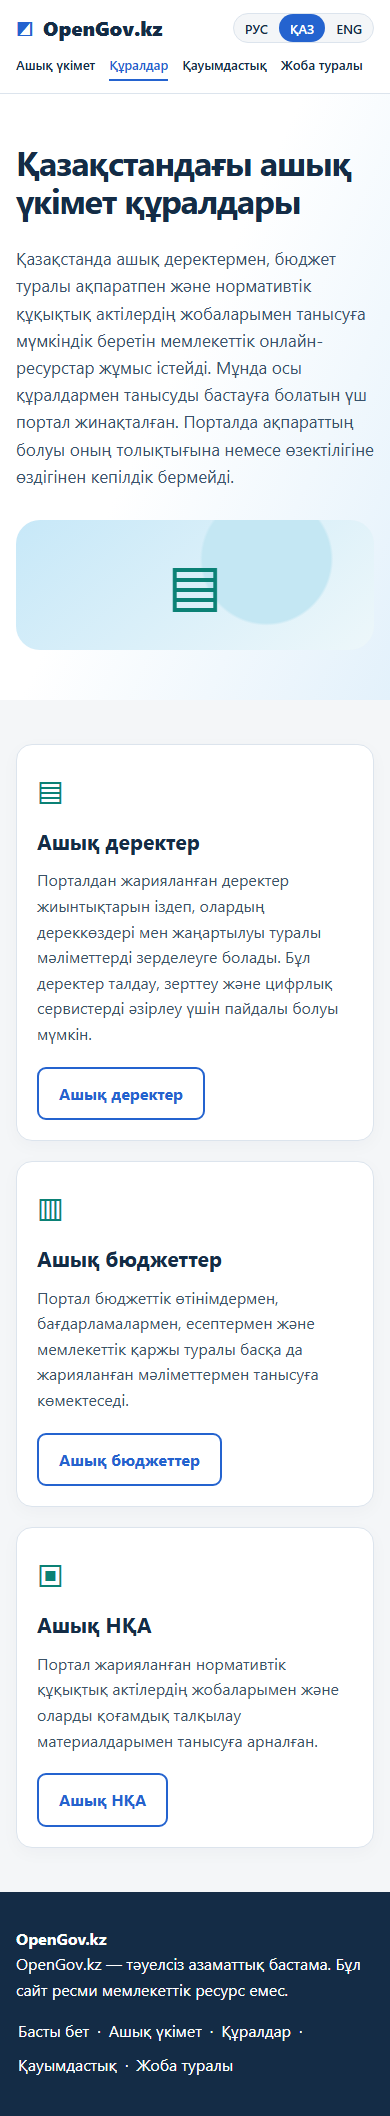 OpenGov.kz
РУС ҚАЗ ENG
Ашық үкімет Құралдар Қауымдастық Жоба туралы
Қазақстандағы ашық
үкімет құралдары
Қазақстанда ашық деректермен, бюджет
туралы ақпаратпен және нормативтік
құқықтық актілердің жобаларымен танысуға
мүмкіндік беретін мемлекеттік онлайн-
ресурстар жұмыс істейді. Мұнда осы
құралдармен танысуды бастауға болатын үш
портал жинақталған. Порталда ақпараттың
болуы оның толықтығына немесе өзектілігіне
өздігінен кепілдік бермейді.
Ашық деректер
Порталдан жарияланған деректер
жиынтықтарын іздеп, олардың
дереккөздері мен жаңартылуы туралы
мәліметтерді зерделеуге болады. Бұл
деректер талдау, зерттеу және цифрлық
сервистерді әзірлеу үшін пайдалы болуы
мүмкін.
Ашық деректер
Ашық бюджеттер
Портал бюджеттік өтінімдермен,
бағдарламалармен, есептермен және
мемлекеттік қаржы туралы басқа да
жарияланған мәліметтермен танысуға
көмектеседі.
Ашық бюджеттер
Ашық НҚА
Портал жарияланған нормативтік
құқықтық актілердің жобаларымен және
оларды қоғамдық талқылау
материалдарымен танысуға арналған.
Ашық НҚА
OpenGov.kz
OpenGov.kz — тәуелсіз азаматтық бастама. Бұл
сайт ресми мемлекеттік ресурс емес.
Басты бет · Ашық үкімет · Құралдар ·
Қауымдастық · Жоба туралы